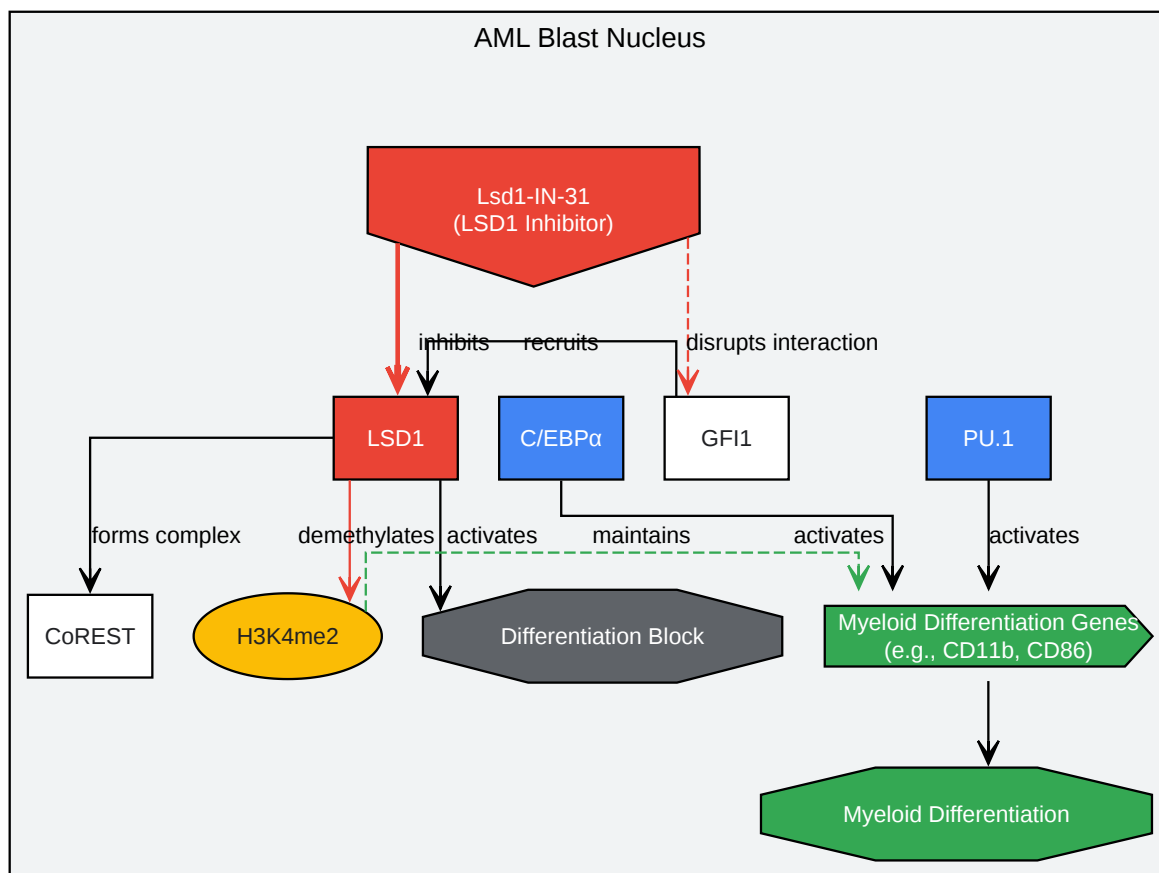 AML Blast Nucleus
Lsd1-IN-31
(LSD1 Inhibitor)
inhibits
recruits
disrupts interaction
LSD1
C/EBPα
GFI1
PU.1
forms complex
demethylates
activates
maintains
activates
activates
CoREST
H3K4me2
Differentiation Block
Myeloid Differentiation Genes
(e.g., CD11b, CD86)
Myeloid Differentiation